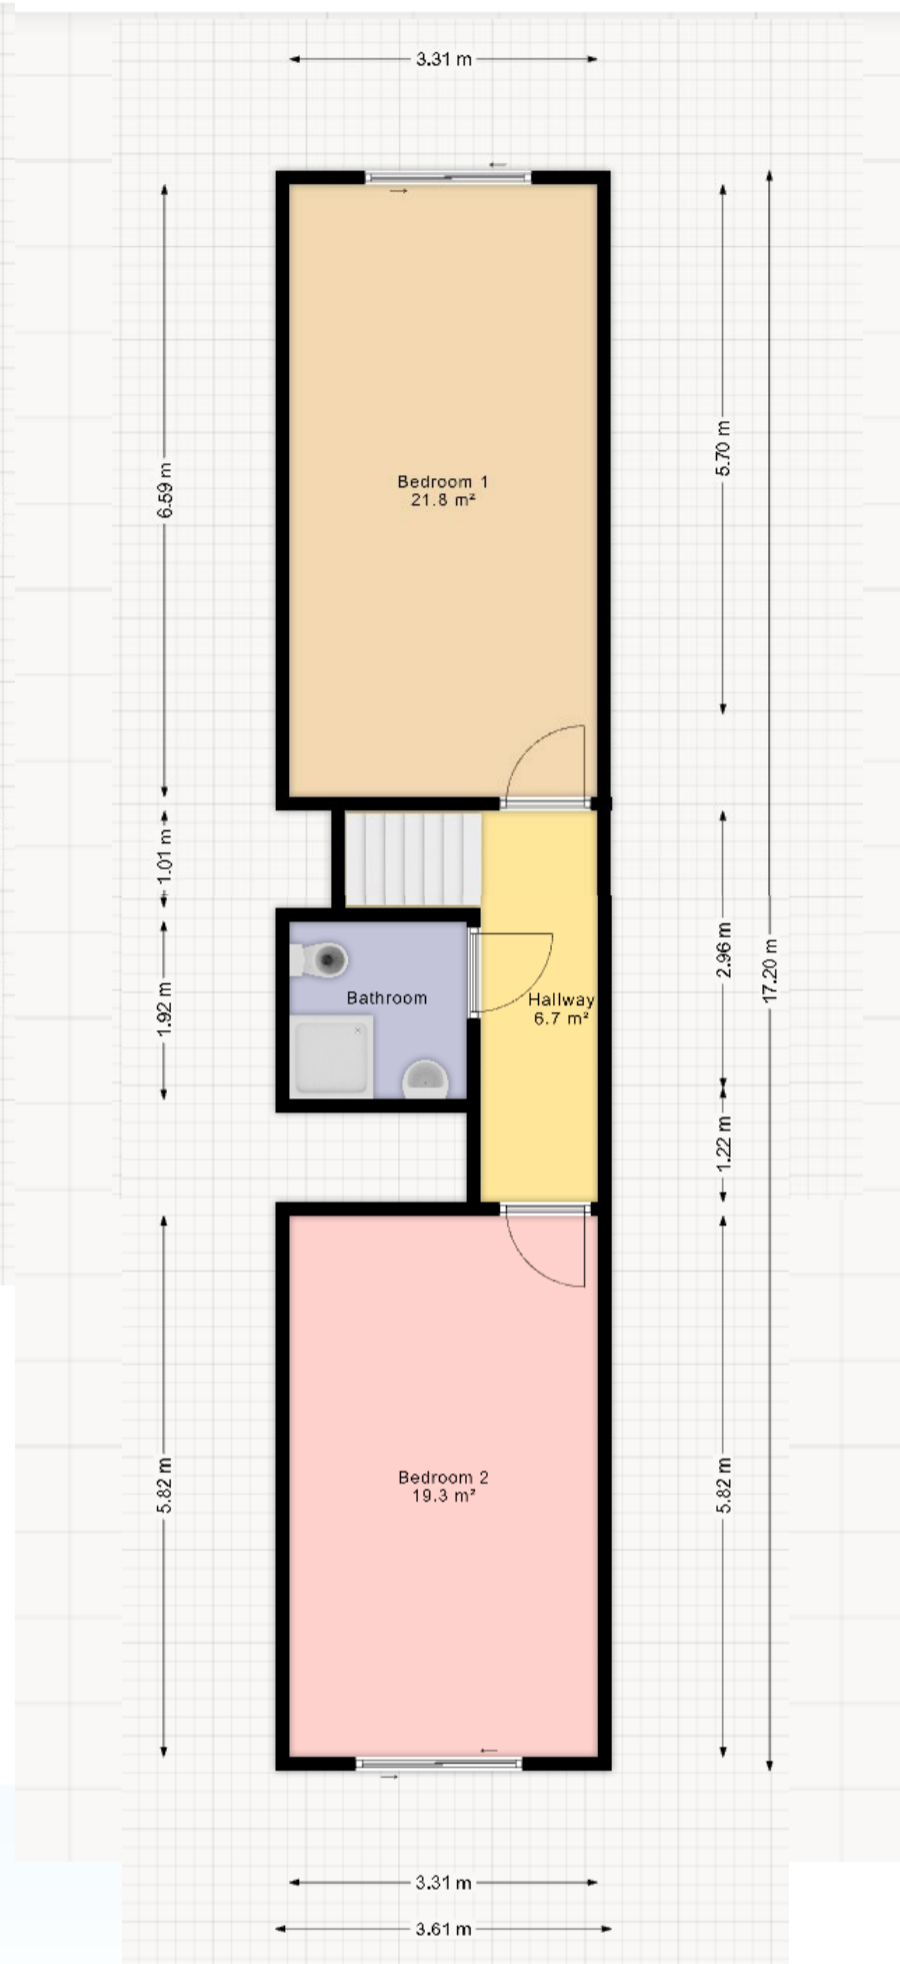 3.31 m
6.59 m
5.70 m
Bedroom 1
21.8 m²
1.01 m
2.96 m
17.20 m
1.92 m
Bathroom
Hallway
6.7 m²
1.22 m
5.82 m
5.82 m
Bedroom 2
19.3 m²
3.31 m
3.61 m